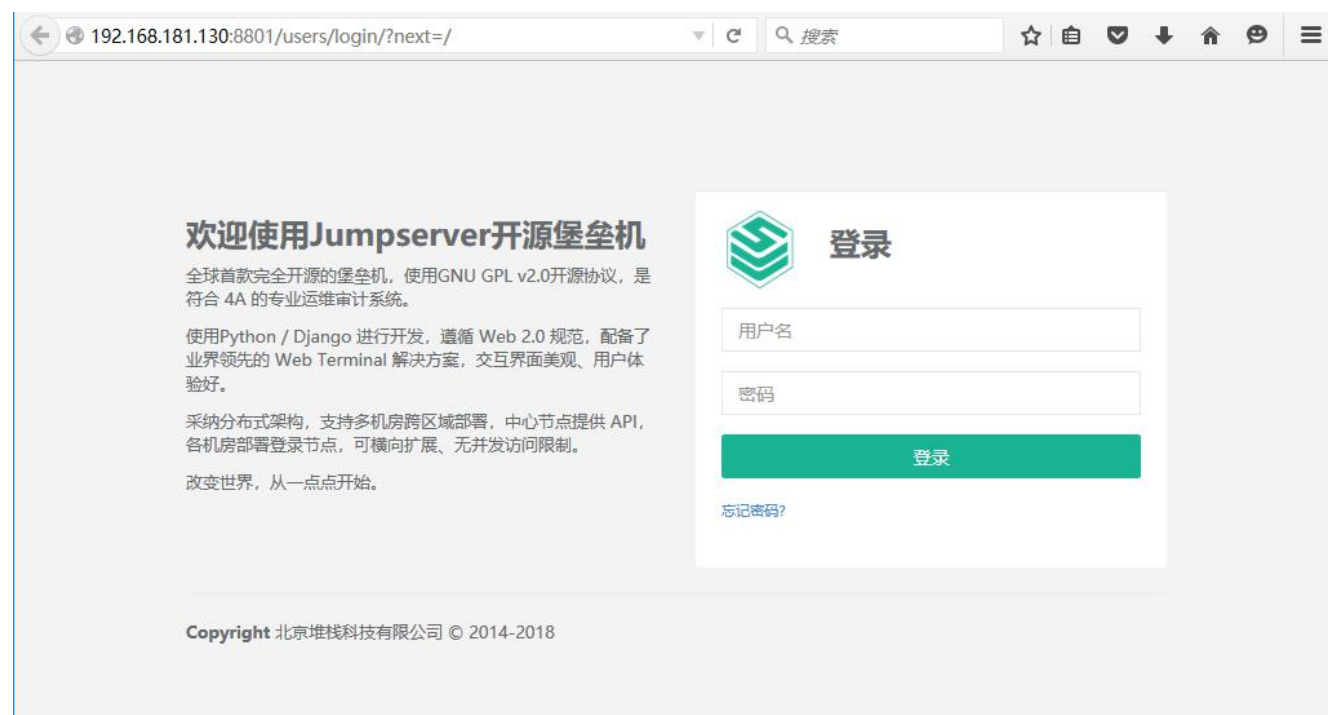 192.168.181.130:8801/users/login/?next=/
搜索
欢迎使用Jumpserver开源堡垒机
全球首款完全开源的堡垒机，使用GNU GPL v2.0开源协议，是
符合 4A 的专业运维审计系统。
使用Python / Django 进行开发，遵循 Web 2.0 规范，配备了
业界领先的 Web Terminal 解决方案，交互界面美观、用户体
验好。
采纳分布式架构，支持多机房跨区域部署，中心节点提供 API，
各机房部署登录节点，可横向扩展、无并发访问限制。
改变世界，从一点点开始。
登录
用户名
密码
登录
忘记密码?
Copyright 北京堆栈科技有限公司 © 2014-2018